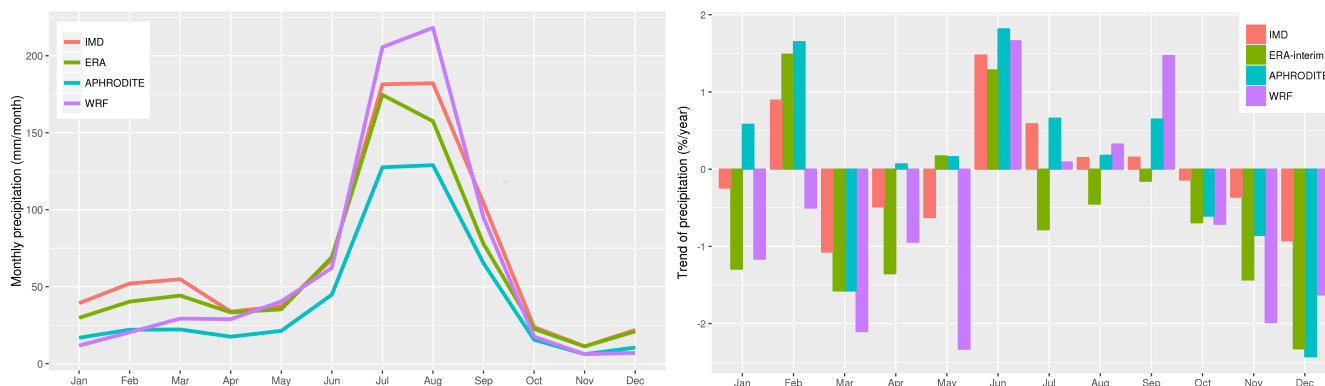 Monthly precipitation (mm/month)
200
150
100
50
0
IMD
ERA
APHRODITE
WRF
Jan Feb Mar Apr May Jun Jul Aug Sep Oct Nov Dec
Trend of precipitation (%/year)
2
1
0
-1
-2
IMD
ERA-interim
APHRODITE
WRF
Jan Feb Mar Apr May Jun Jul Aug Sep Oct Nov Dec